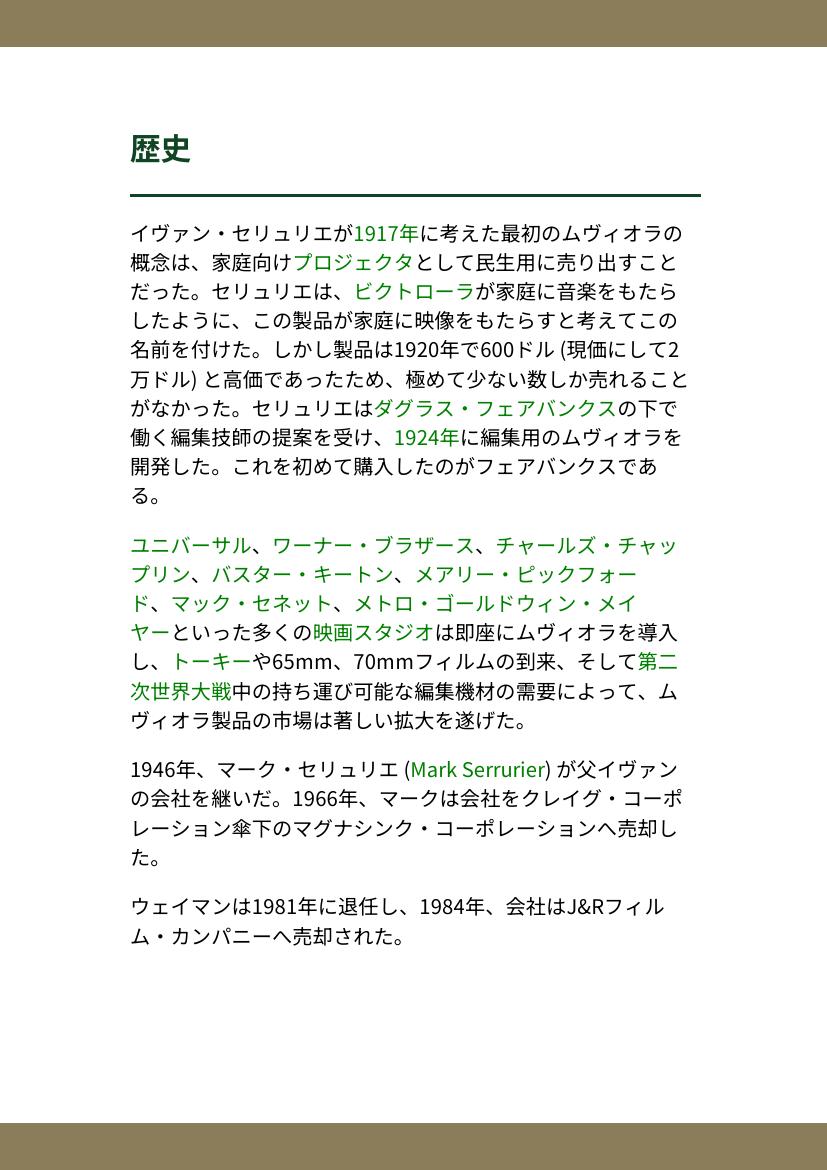 歴史
イヴァン・セリュリエが1917年に考えた最初のムヴィオラの
概念は、家庭向けプロジェクタとして民生用に売り出すこと
だった。セリュリエは、ビクトローラが家庭に音楽をもたら
したように、この製品が家庭に映像をもたらすと考えてこの
名前を付けた。しかし製品は1920年で600ドル (現価にして2
万ドル) と高価であったため、極めて少ない数しか売れること
がなかった。セリュリエはダグラス・フェアバンクスの下で
働く編集技師の提案を受け、1924年に編集用のムヴィオラを
開発した。これを初めて購入したのがフェアバンクスであ
る。
ユニバーサル、ワーナー・ブラザース、チャールズ・チャッ
プリン、バスター・キートン、メアリー・ピックフォー
ド、マック・セネット、メトロ・ゴールドウィン・メイ
ヤーといった多くの映画スタジオは即座にムヴィオラを導入
し、トーキーや65mm、70mmフィルムの到来、そして第二
次世界大戦中の持ち運び可能な編集機材の需要によって、ム
ヴィオラ製品の市場は著しい拡大を遂げた。
1946年、マーク・セリュリエ (Mark Serrurier) が父イヴァン
の会社を継いだ。1966年、マークは会社をクレイグ・コーポ
レーション傘下のマグナシンク・コーポレーションへ売却し
た。
ウェイマンは1981年に退任し、1984年、会社はJ&Rフィル
ム・カンパニーへ売却された。